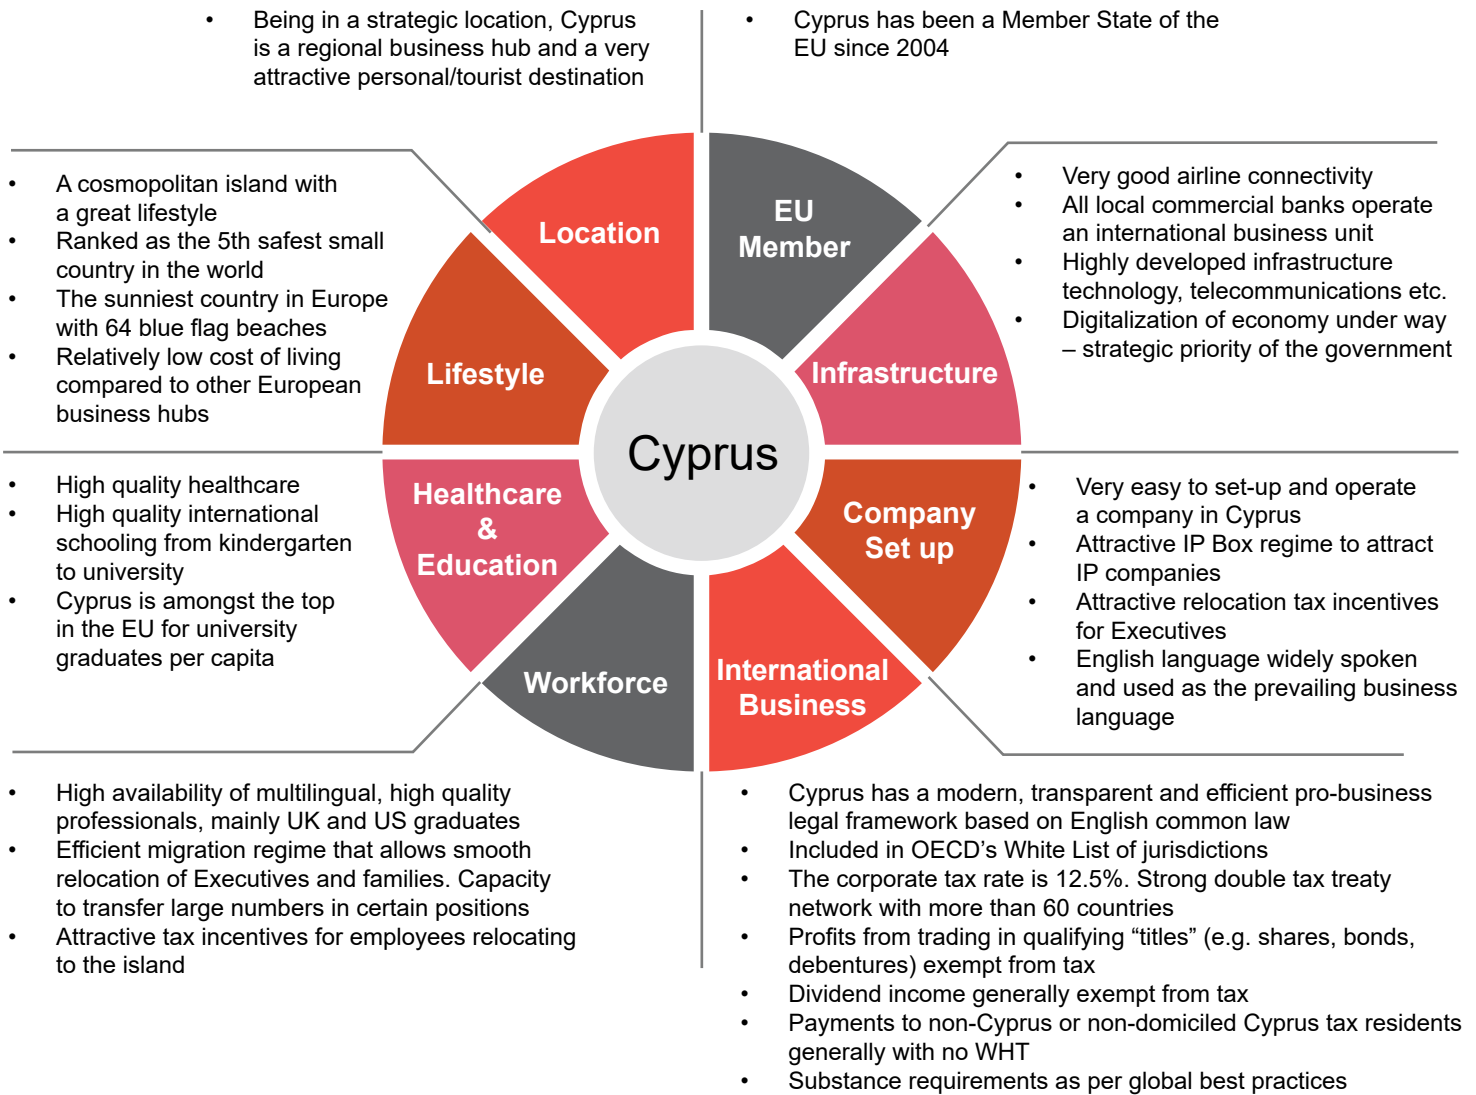 • Being in a strategic location, Cyprus
is a regional business hub and a very
attractive personal/tourist destination
• Cyprus has been a Member State of the
EU since 2004
• A cosmopolitan island with
a great lifestyle
• Ranked as the 5th safest small
country in the world
• The sunniest country in Europe
with 64 blue flag beaches
• Relatively low cost of living
compared to other European
business hubs
Location
EU
Member
• Very good airline connectivity
• All local commercial banks operate
an international business unit
• Highly developed infrastructure
technology, telecommunications etc.
• Digitalization of economy under way
– strategic priority of the government
Lifestyle
Infrastructure
Cyprus
• High quality healthcare
• High quality international
schooling from kindergarten
to university
• Cyprus is amongst the top
in the EU for university
graduates per capita
Healthcare
&
Education
Company
Set up
• Very easy to set-up and operate
a company in Cyprus
• Attractive IP Box regime to attract
IP companies
• Attractive relocation tax incentives
for Executives
• English language widely spoken
and used as the prevailing business
language
Workforce
International
Business
• High availability of multilingual, high quality
professionals, mainly UK and US graduates
• Efficient migration regime that allows smooth
relocation of Executives and families. Capacity
to transfer large numbers in certain positions
• Attractive tax incentives for employees relocating
to the island
• Cyprus has a modern, transparent and efficient pro-business
legal framework based on English common law
• Included in OECD’s White List of jurisdictions
• The corporate tax rate is 12.5%. Strong double tax treaty
network with more than 60 countries
• Profits from trading in qualifying “titles” (e.g. shares, bonds,
debentures) exempt from tax
• Dividend income generally exempt from tax
• Payments to non-Cyprus or non-domiciled Cyprus tax residents
generally with no WHT
• Substance requirements as per global best practices